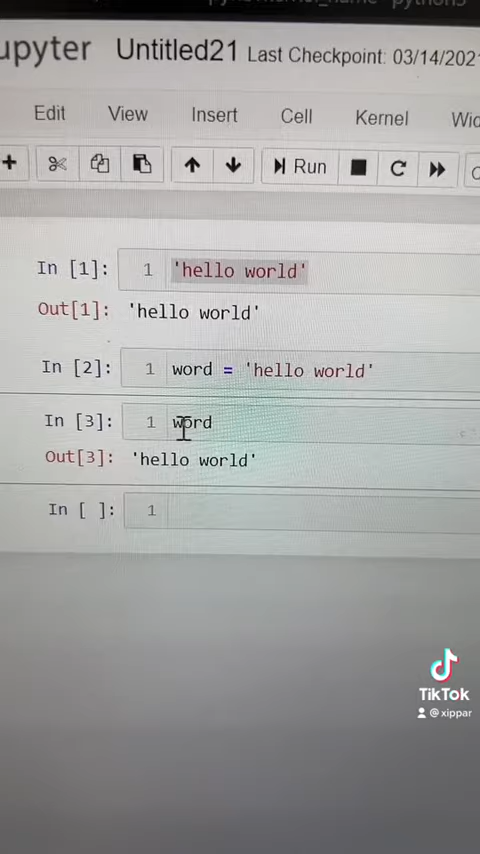 upyter Untitled21 Last Checkpoint: 03/14/202
Edit View Insert Cell Kernel Wid
Run
In [1]: 1 'hello world'
Out[1]: 'hello world'
In [2]: 1 word = 'hello world'
In [3]: 1 word
Out[3]: 'hello world'
In [ ]: 1
TikTok
@xippar